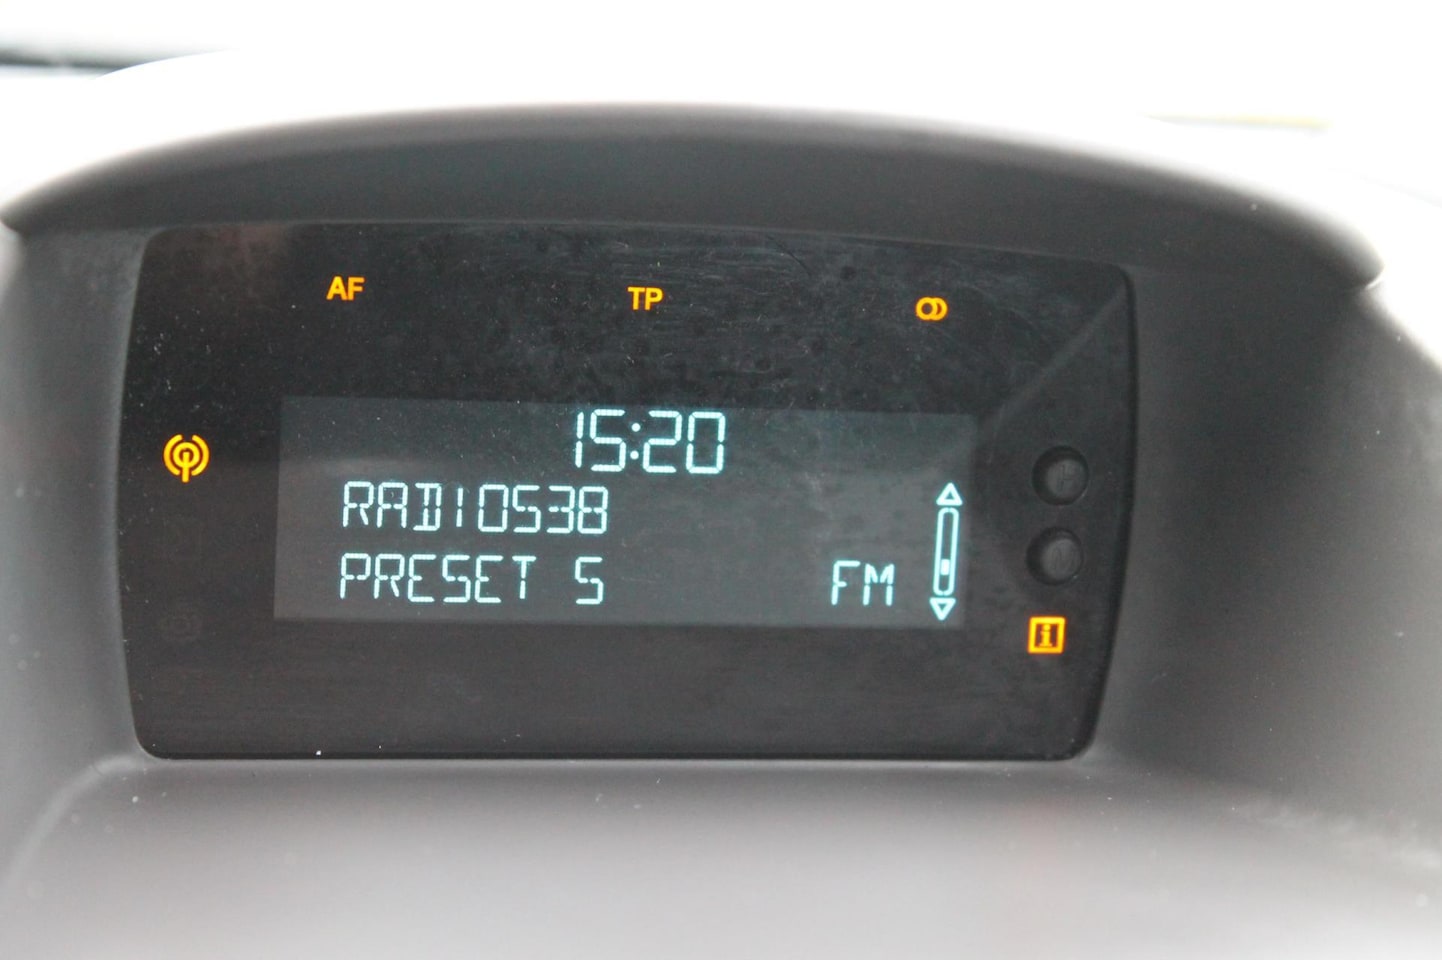 AF TP
15:20
RADIO538
PRESET 5 FM
i